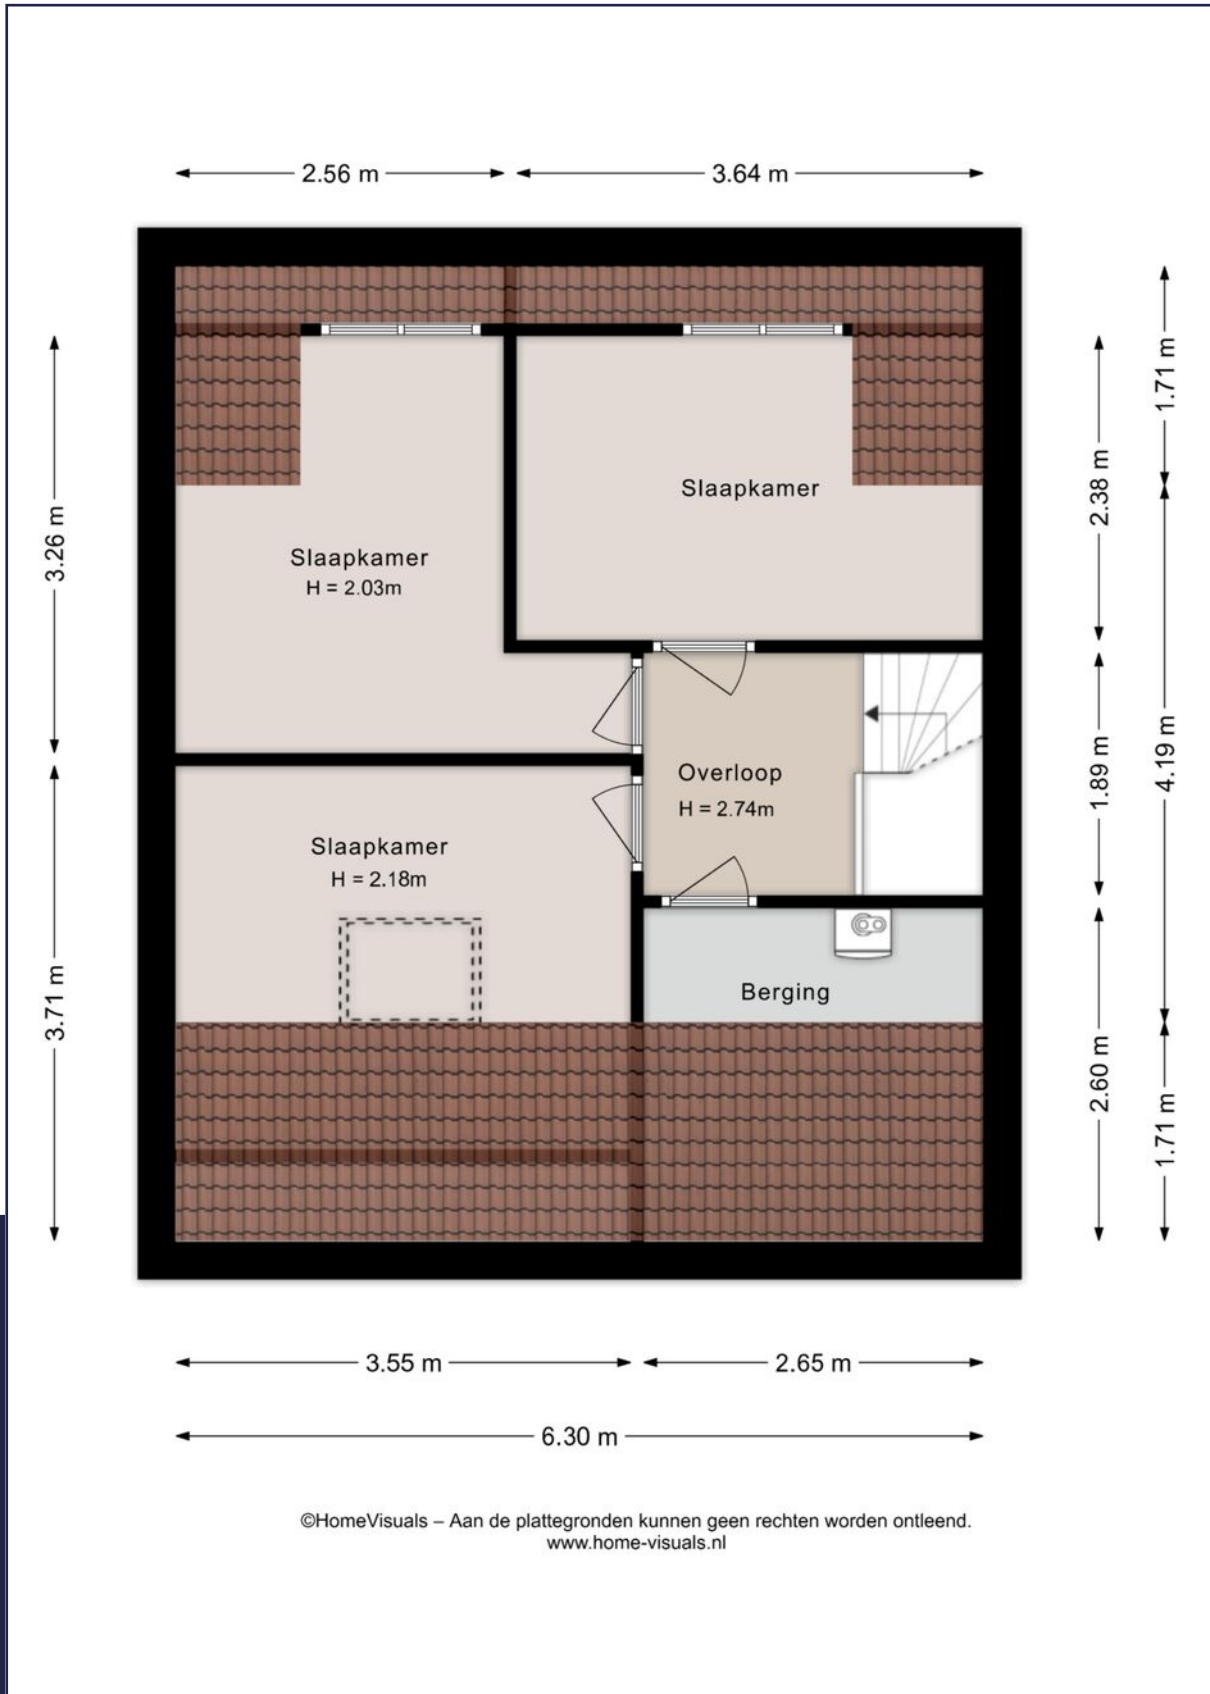 2.56 m
3.64 m
1.71 m
2.38 m
3.26 m
Slaapkamer
Slaapkamer
H = 2.03m
4.19 m
1.89 m
Overloop
H = 2.74m
Slaapkamer
H = 2.18m
Berging
3.71 m
2.60 m
1.71 m
3.55 m
2.65 m
6.30 m
©HomeVisuals – Aan de plattegronden kunnen geen rechten worden ontleend.
www.home-visuals.nl